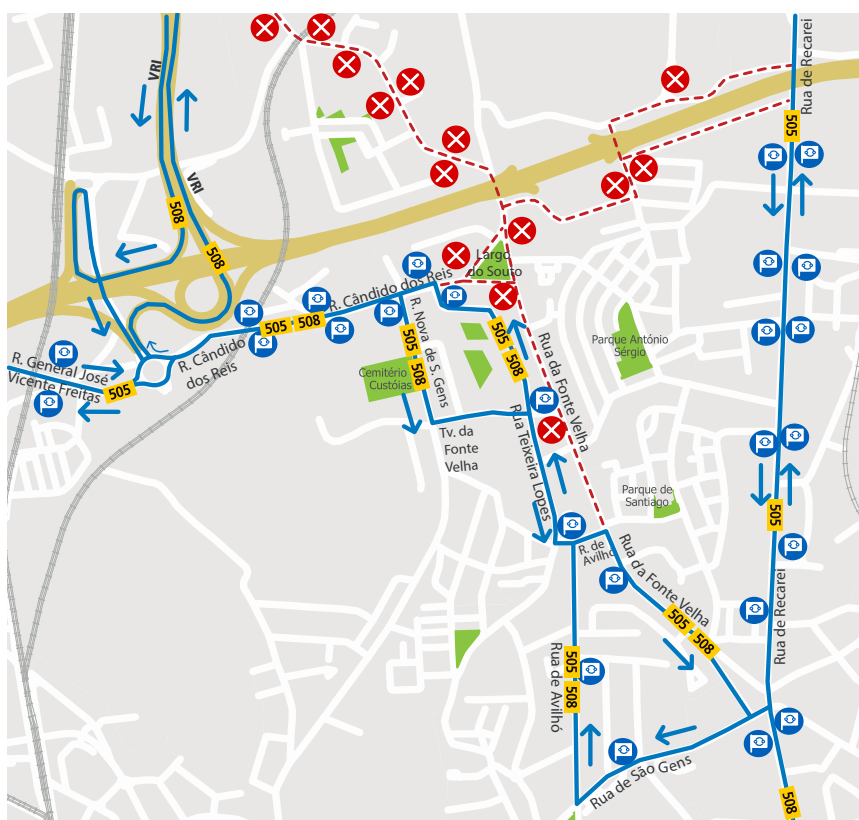 VRI
Rua de Recarei
505
VRI
508
508
Largo
do Souto
R. Cândido dos Reis
505
508
R. Nova de S. Gens
505
508
505
508
Rua da Fonte Velha
Parque António
Sérgio
R. General José
Vicente Freitas
505
R. Cândido
dos Reis
Cemitério
Custóias
Tv. da
Fonte
Velha
Rua Teixeira Lopes
Parque de
Santiago
505
R. de
Avilho
Rua da Fonte Velha
505
508
Rua de Recarei
505
508
Rua de Avilhó
Rua de São Gens
508